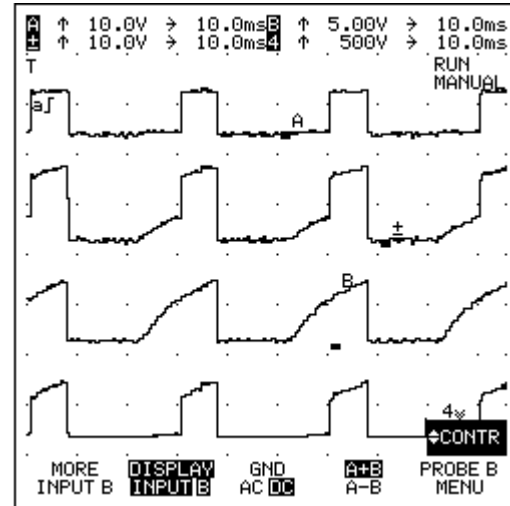 A ↑ 10.0V → 10.0ms B ↑ 5.00V → 10.0ms
± ↑ 10.0V → 10.0ms 4 ↑ 500V → 10.0ms
T RUN
MANUAL
a∫
A
±
B
4
CONTR
MORE DISPLAY GND A+B PROBE B
INPUT B INPUT B AC DC A-B MENU